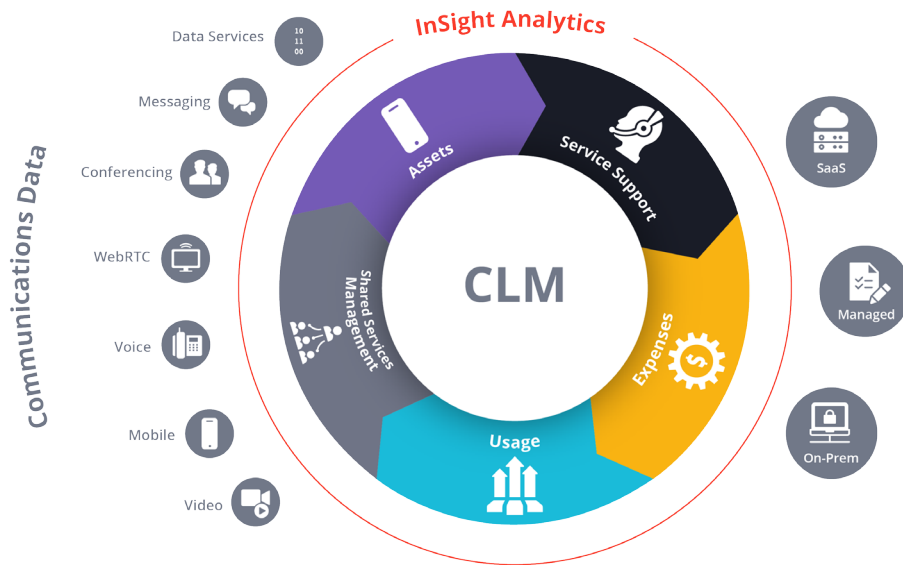 InSight Analytics
Communications Data
Data Services
10
11
00
Messaging
Conferencing
WebRTC
Voice
Mobile
Video
Assets
Service Support
Expenses
$
Usage
Shared Services
Management
CLM
SaaS
Managed
On-Prem